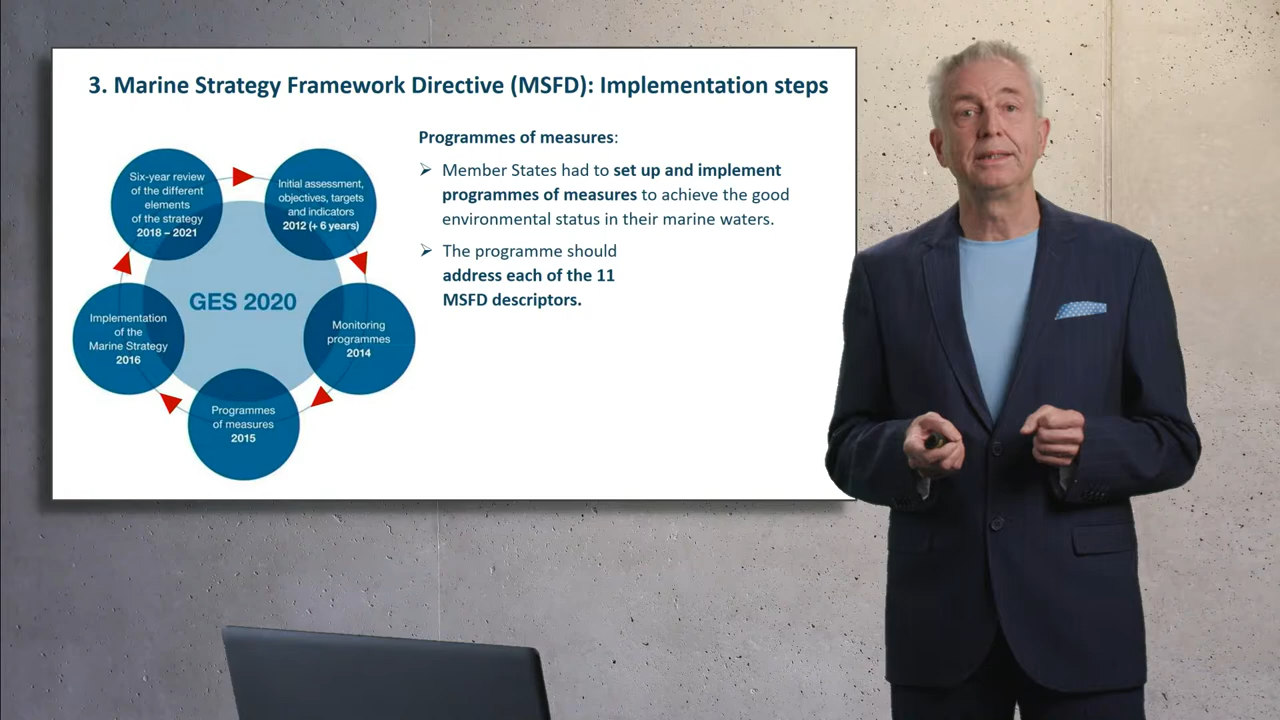 3. Marine Strategy Framework Directive (MSFD): Implementation steps
Six-year review
of the different
elements
of the strategy
2018 – 2021
Initial assessment,
objectives, targets
and indicators
2012 (+ 6 years)
GES 2020
Implementation
of the
Marine Strategy
2016
Monitoring
programmes
2014
Programmes
of measures
2015
Programmes of measures:
Member States had to set up and implement
programmes of measures to achieve the good
environmental status in their marine waters.
The programme should
address each of the 11
MSFD descriptors.